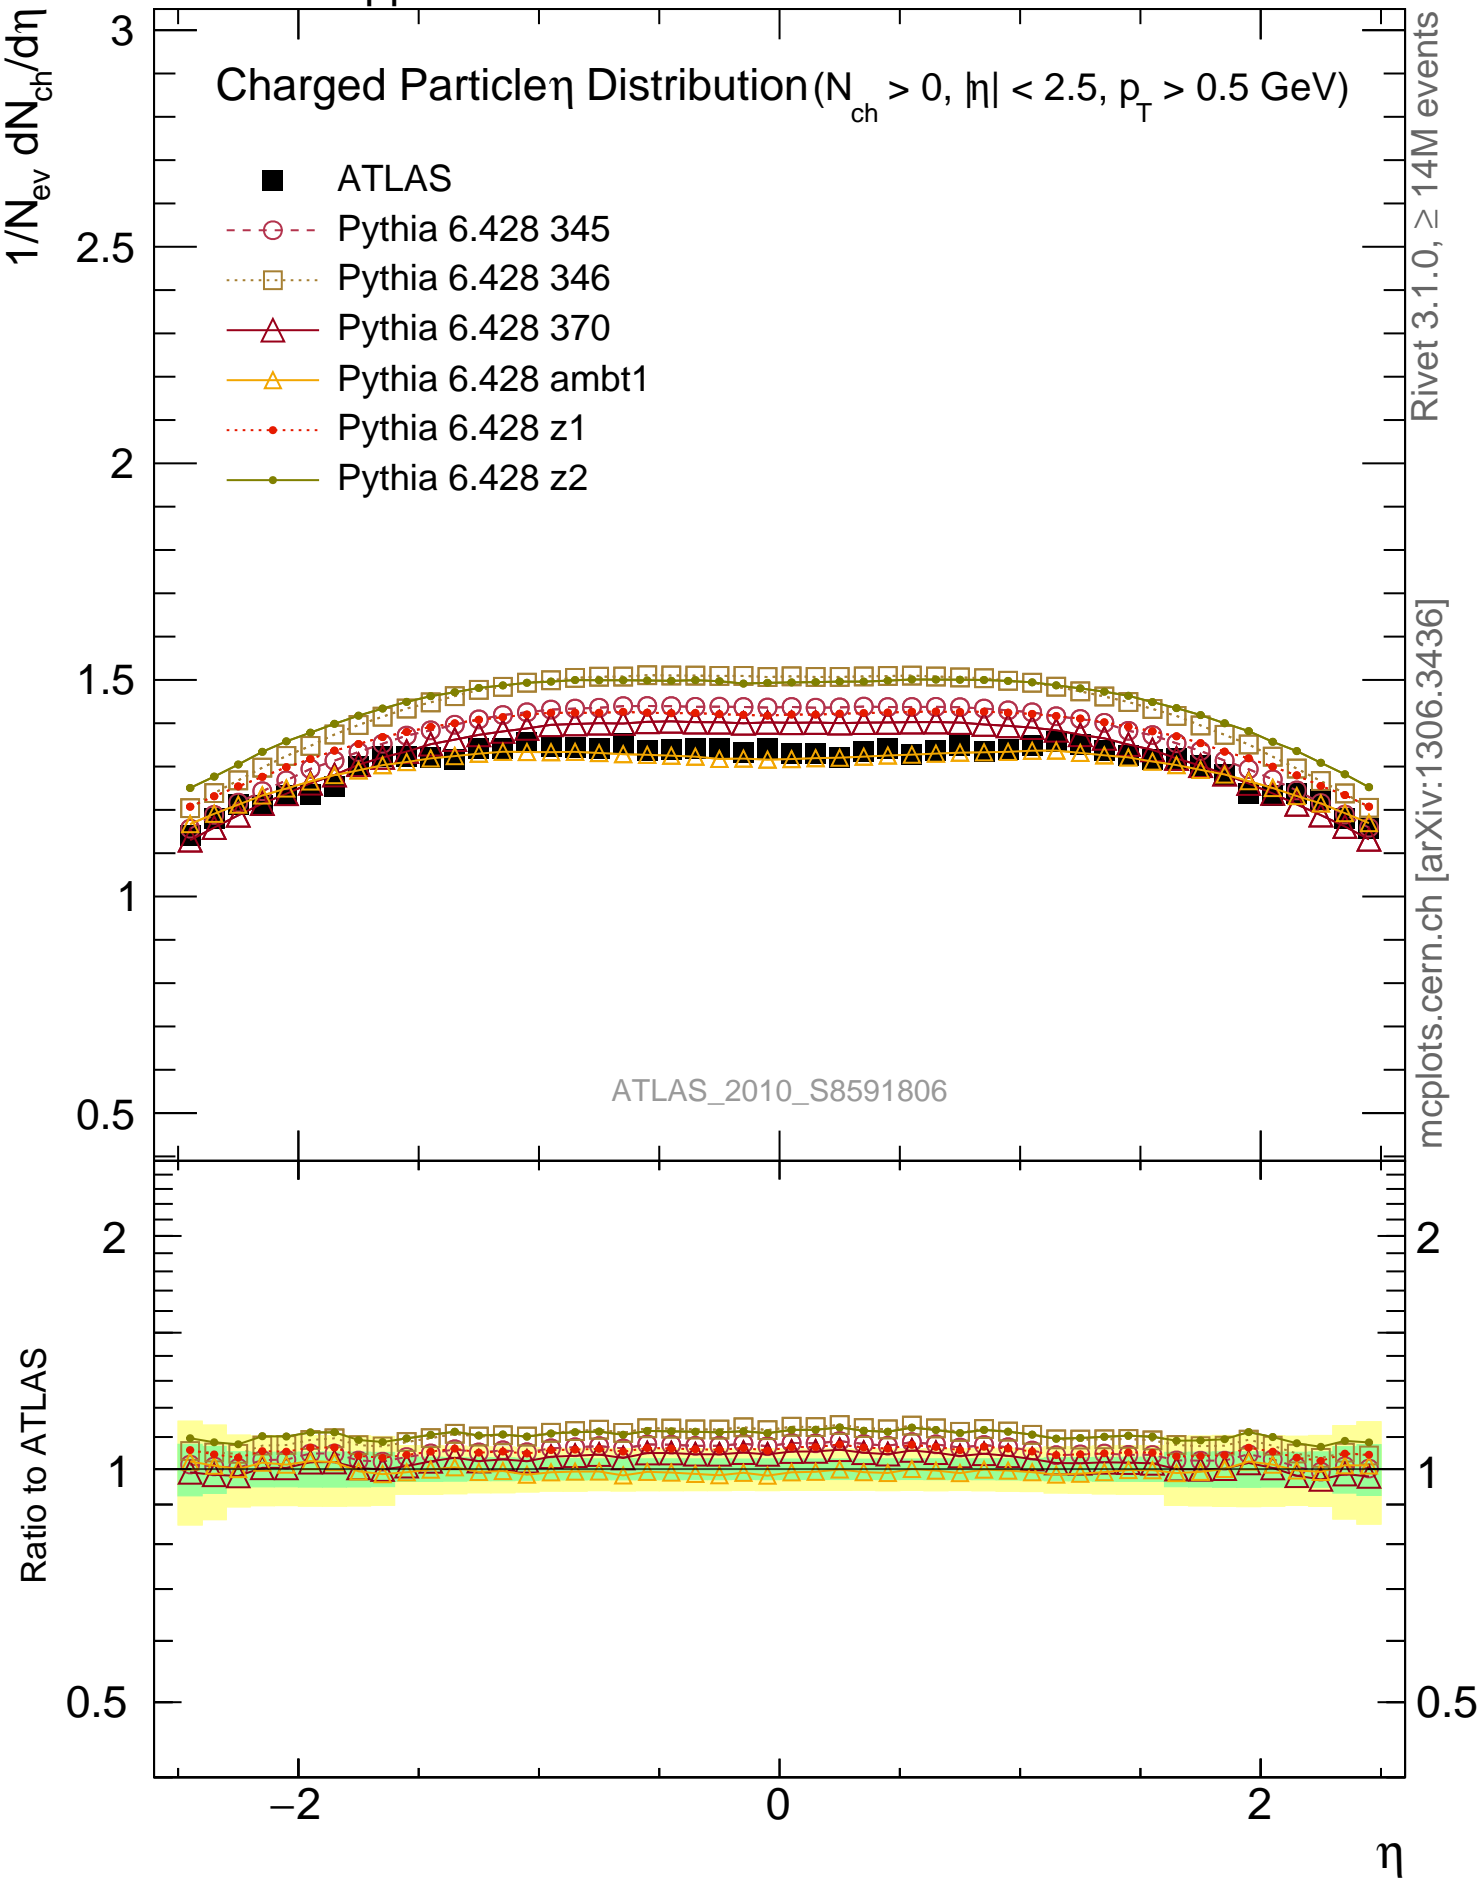 Charged Particle η Distribution (N_ch > 0, |η| < 2.5, p_T > 0.5 GeV)
1/N_ev dN_ch/dη
3
2.5
2
1.5
1
0.5
ATLAS
Pythia 6.428 345
Pythia 6.428 346
Pythia 6.428 370
Pythia 6.428 ambt1
Pythia 6.428 z1
Pythia 6.428 z2
ATLAS_2010_S8591806
Rivet 3.1.0, ≥ 14M events
mcplots.cern.ch [arXiv:1306.3436]
Ratio to ATLAS
2
1
0.5
2
1
0.5
−2
0
2
η